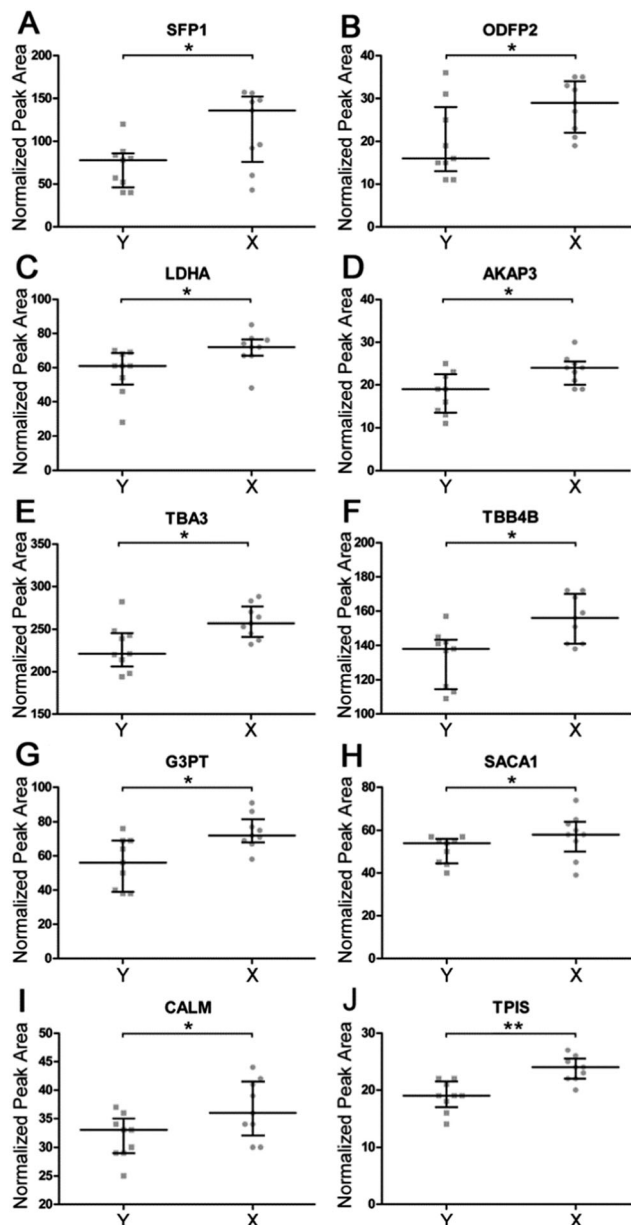 A
SFP1
*
Normalized Peak Area
200
150
100
50
0
Y X
B
ODFP2
*
Normalized Peak Area
40
30
20
10
0
Y X
C
LDHA
*
Normalized Peak Area
100
80
60
40
20
0
Y X
D
AKAP3
*
Normalized Peak Area
40
30
20
10
0
Y X
E
TBA3
*
Normalized Peak Area
350
300
250
200
150
Y X
F
TBB4B
*
Normalized Peak Area
200
180
160
140
120
100
Y X
G
G3PT
*
Normalized Peak Area
100
80
60
40
20
0
Y X
H
SACA1
*
Normalized Peak Area
80
60
40
20
0
Y X
I
CALM
*
Normalized Peak Area
50
45
40
35
30
25
20
Y X
J
TPIS
**
Normalized Peak Area
30
20
10
0
Y X